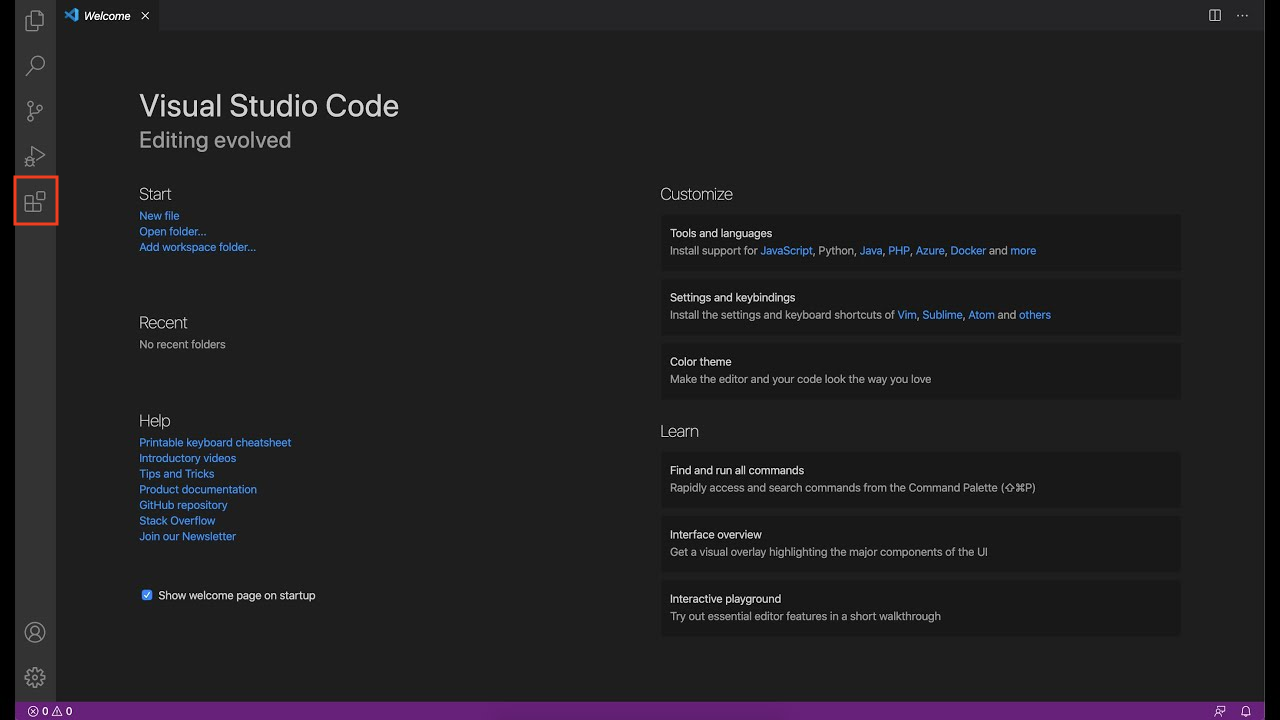 Welcome
Visual Studio Code
Editing evolved
Start
New file
Open folder...
Add workspace folder...
Recent
No recent folders
Help
Printable keyboard cheatsheet
Introductory videos
Tips and Tricks
Product documentation
GitHub repository
Stack Overflow
Join our Newsletter
Show welcome page on startup
Customize
Tools and languages
Install support for JavaScript, Python, Java, PHP, Azure, Docker and more
Settings and keybindings
Install the settings and keyboard shortcuts of Vim, Sublime, Atom and others
Color theme
Make the editor and your code look the way you love
Learn
Find and run all commands
Rapidly access and search commands from the Command Palette (⇧⌘P)
Interface overview
Get a visual overlay highlighting the major components of the UI
Interactive playground
Try out essential editor features in a short walkthrough
0 0